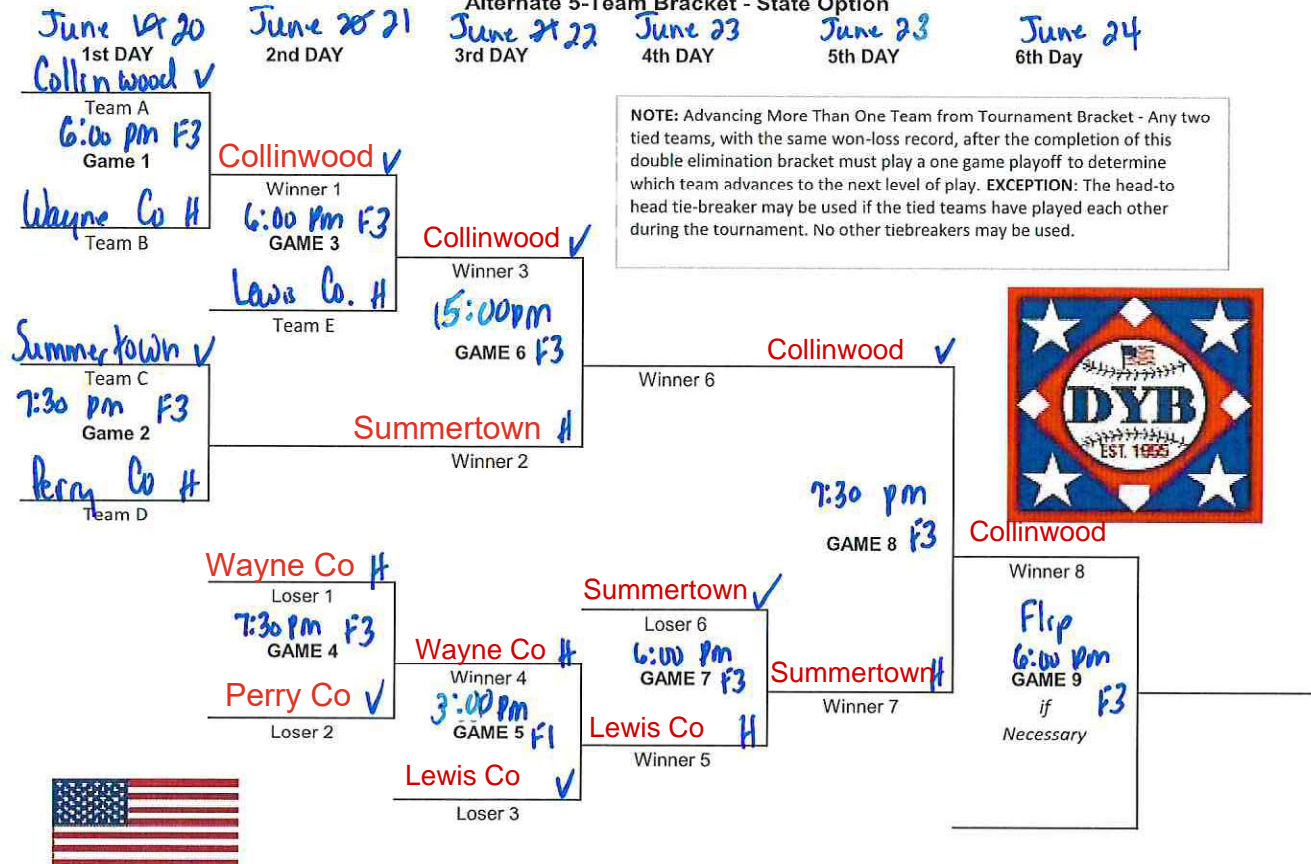 Alternate 5-Team Bracket - State Option
June 19 20
June 20 21
June 21 22
June 23
June 23
June 24
1st DAY
2nd DAY
3rd DAY
4th DAY
5th DAY
6th Day
Collinwood V
Team A
6:00 pm F3
Game 1
Wayne Co H
Team B
Summertown V
Team C
7:30 pm F3
Game 2
Perry Co H
Team D
Collinwood V
Winner 1
6:00 pm F3
GAME 3
Lewis Co. H
Team E
Collinwood V
Winner 3
5:00pm
GAME 6 F3
Summertown H
Winner 2
NOTE: Advancing More Than One Team from Tournament Bracket - Any two
tied teams, with the same won-loss record, after the completion of this
double elimination bracket must play a one game playoff to determine
which team advances to the next level of play. EXCEPTION: The head-to
head tie-breaker may be used if the tied teams have played each other
during the tournament. No other tiebreakers may be used.
DYB
EST. 1955
Collinwood V
Winner 6
7:30 pm
GAME 8 F3
Wayne Co H
Loser 1
7:30 pm F3
GAME 4
Perry Co V
Loser 2
Wayne Co H
Winner 4
3:00 pm
GAME 5 F1
Lewis Co V
Loser 3
Summertown V
Loser 6
6:00 pm
GAME 7 F3
Lewis Co H
Winner 5
Summertown H
Winner 7
Collinwood
Winner 8
Flip
6:00 pm
GAME 9
F3
if
Necessary